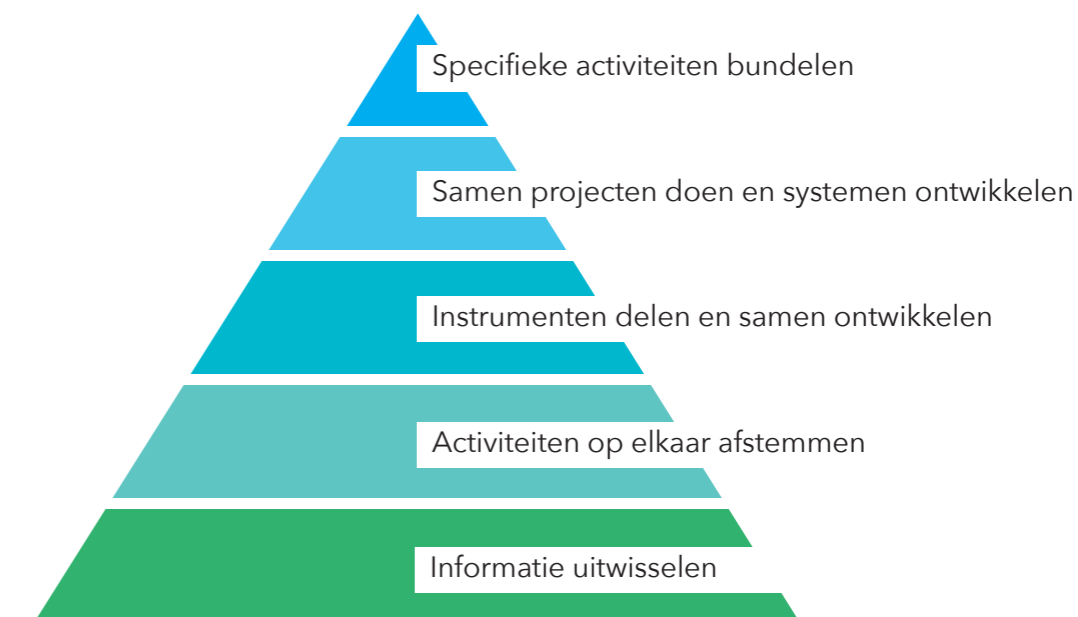 Specifieke activiteiten bundelen
Samen projecten doen en systemen ontwikkelen
Instrumenten delen en samen ontwikkelen
Activiteiten op elkaar afstemmen
Informatie uitwisselen